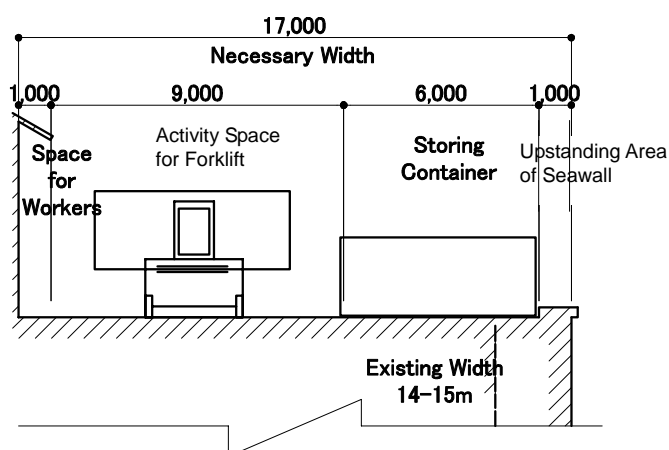 17,000
Necessary Width
1,000
9,000
6,000
1,000
Space
for
Workers
Activity Space
for Forklift
Storing
Container
Upstanding Area
of Seawall
Existing Width
14-15m